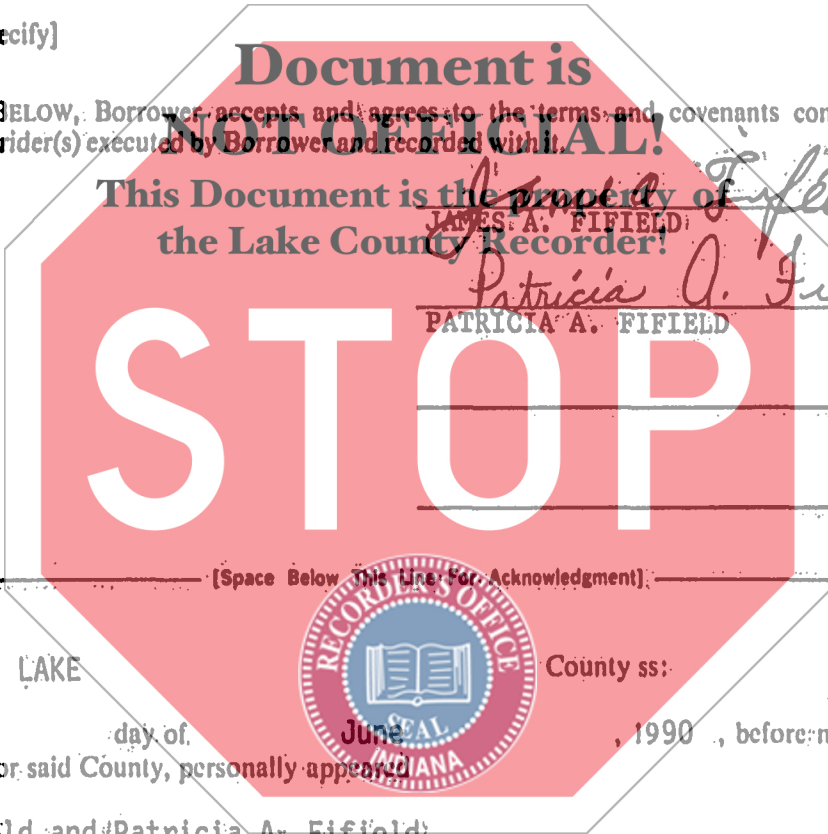 ecify]
Document is
BELOW, Borrower accepts and agrees to the terms and covenants con
NOT OFFICIAL!
rider(s) executed by Borrower and recorded with it.
This Document is the property of
James A. Fifie
JAMES A. FIFIELD
the Lake County Recorder!
Patricia A. Fi
PATRICIA A. FIFIELD
STOP
[Space Below This Line For Acknowledgment]
RECORDER'S OFFICE
LAKE
County ss:
SEAL
INDIANA
day of June , 1990 , before m
or said County, personally appeared
ld and Patricia A. Fifield